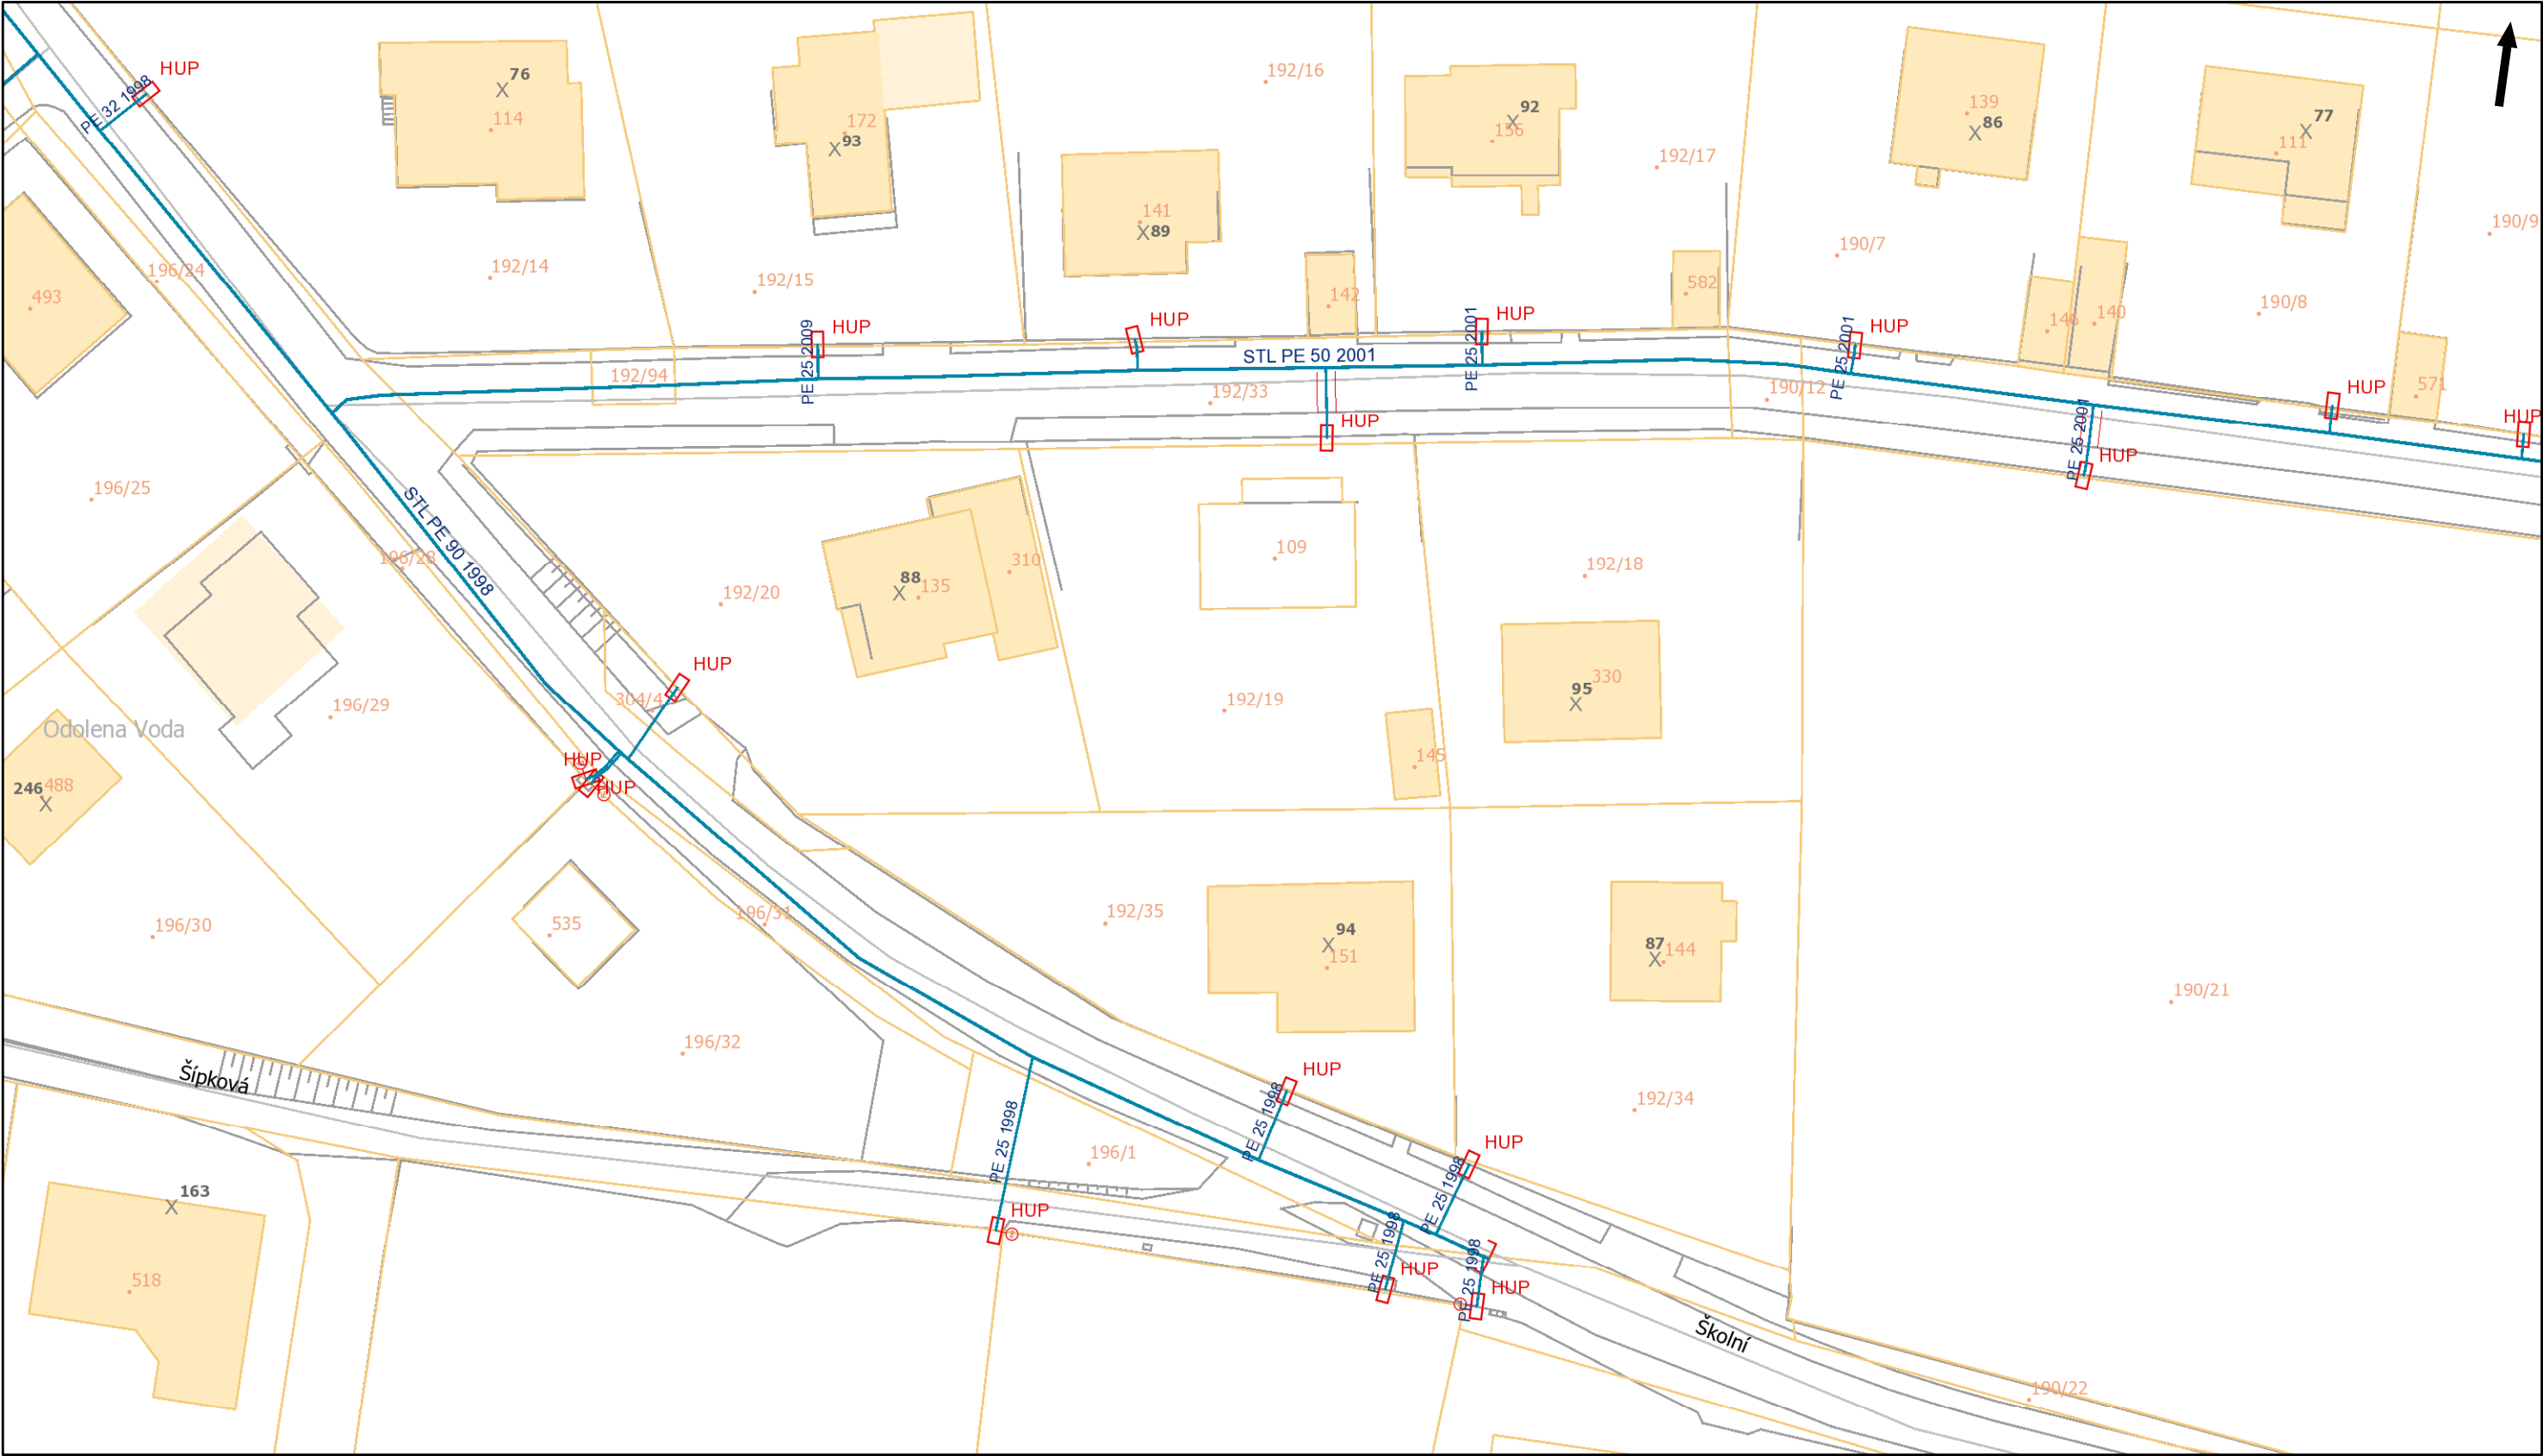 HUP
PE 32 1998
76
114
172
93
192/16
92
156
192/17
139
86
77
111
190/9
141
89
493
196/24
192/14
192/15
142
582
190/7
146
140
190/8
571
HUP
PE 25 2009
HUP
HUP
PE 25 2001
HUP
PE 25 2001
HUP
HUP
STL PE 50 2001
192/94
192/33
190/12
HUP
PE 25 2001
HUP
196/25
STL PE 90 1998
196/28
192/20
88
135
310
109
192/18
HUP
304/4
196/29
Odolena Voda
192/19
95
330
145
246
488
HUP
HUP
196/30
535
196/31
192/35
94
151
87
144
190/21
196/32
Šípková
PE 25 1998
HUP
PE 25 1998
192/34
196/1
HUP
PE 25 1998
163
518
HUP
PE 25 1998
HUP
PE 25 1998
HUP
Školní
190/22